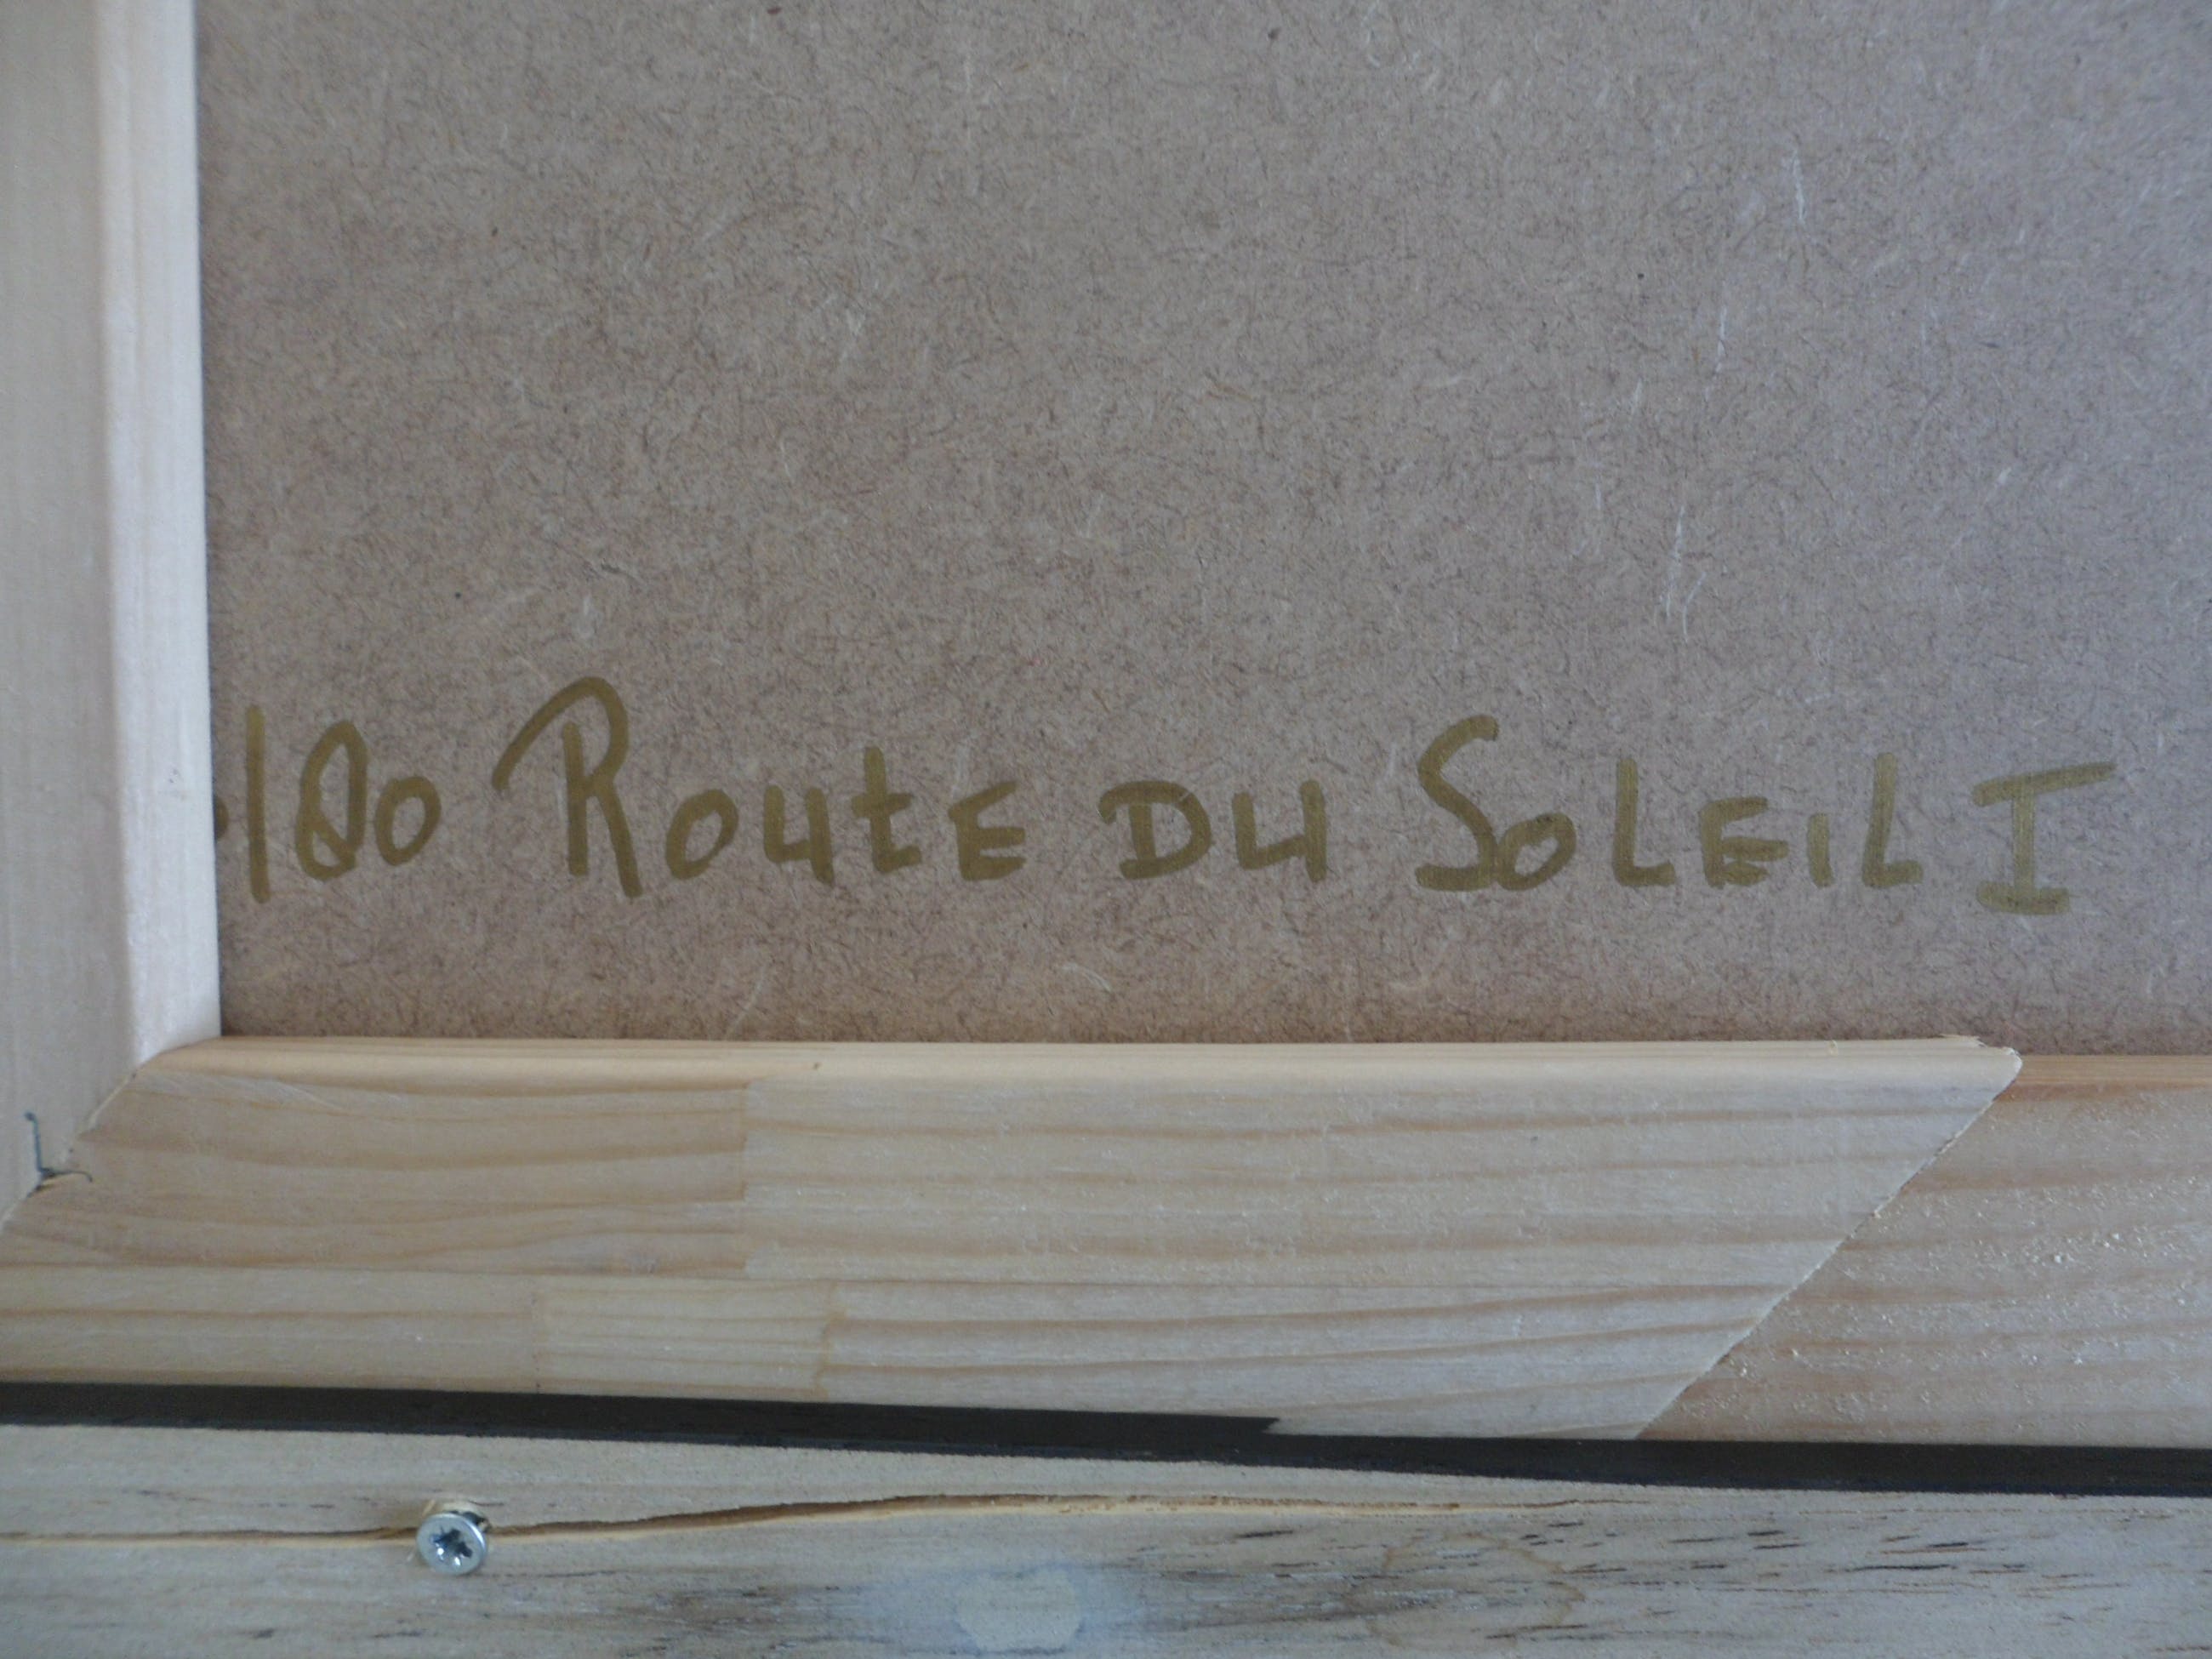 180 Route du Soleil I